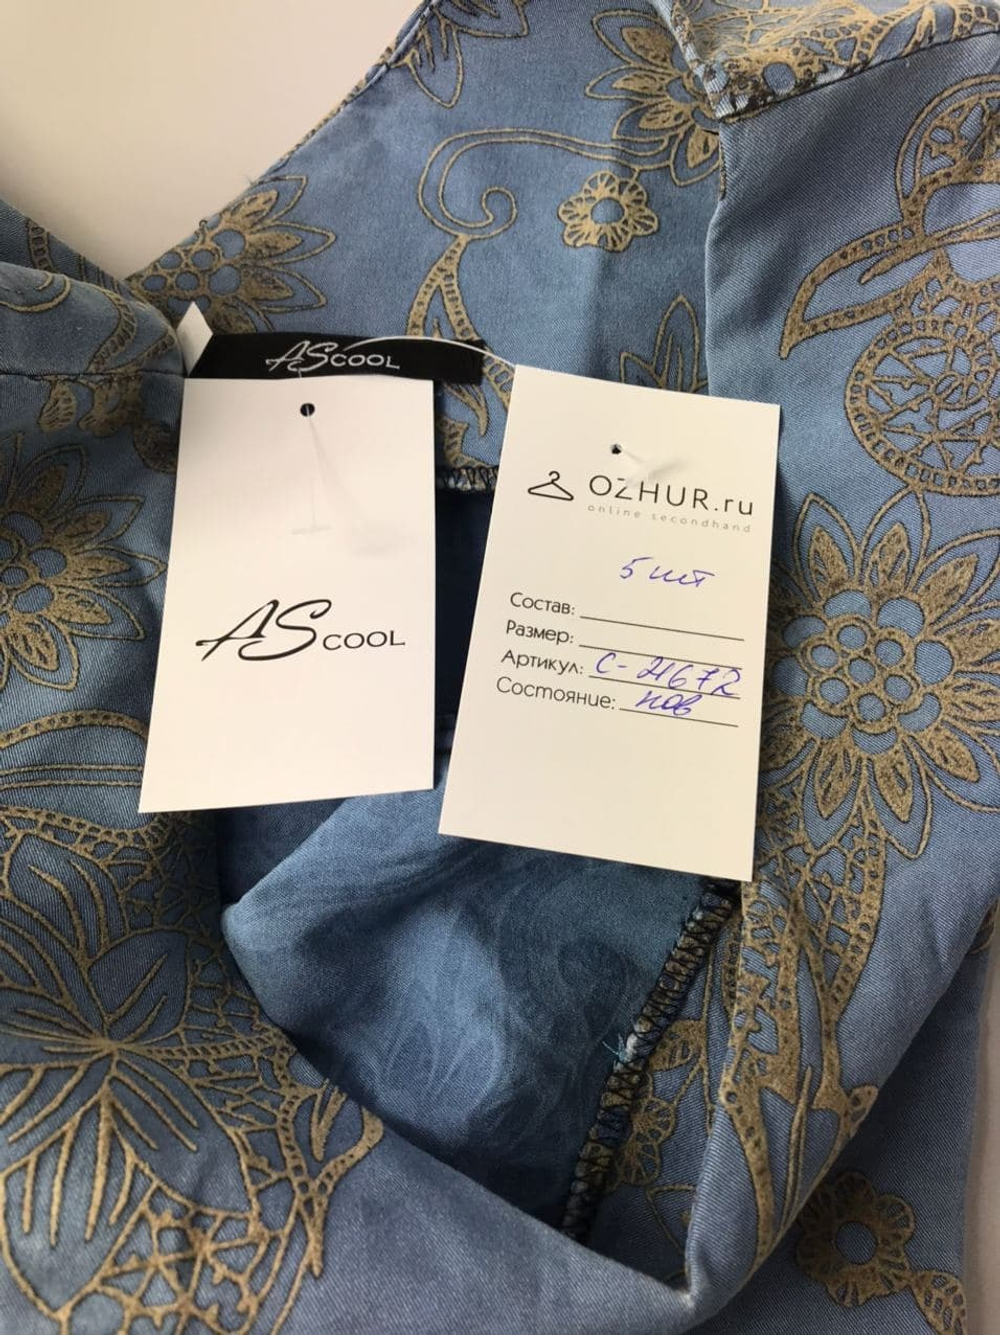 AS COOL
AS COOL
OZHUR.ru
online secondhand
5 шт
Состав:
Размер:
Артикул: С-21672
Состояние: нов